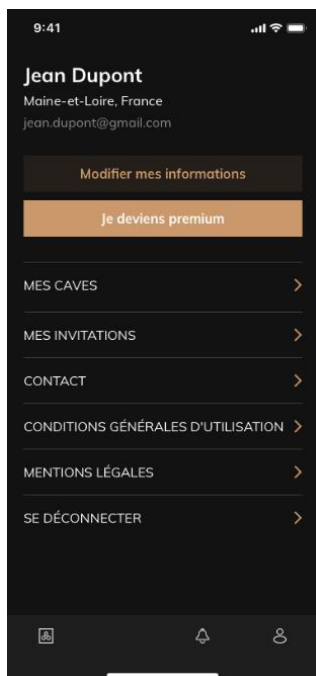 9:41
Jean Dupont
Maine-et-Loire, France
jean.dupont@gmail.com
Modifier mes informations
Je deviens premium
MES CAVES
MES INVITATIONS
CONTACT
CONDITIONS GÉNÉRALES D'UTILISATION
MENTIONS LÉGALES
SE DÉCONNECTER